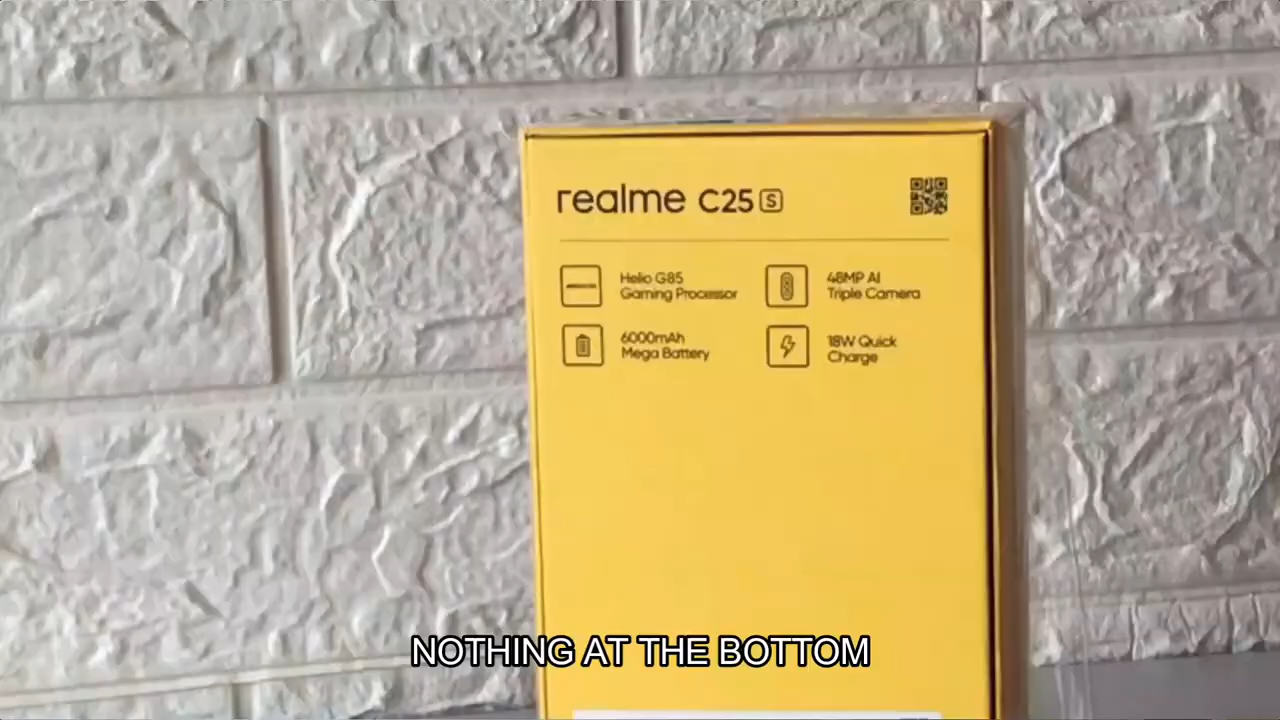 realme C25 S
Helio G85
Gaming Processor
48MP AI
Triple Camera
6000mAh
Mega Battery
18W Quick
Charge
NOTHING AT THE BOTTOM